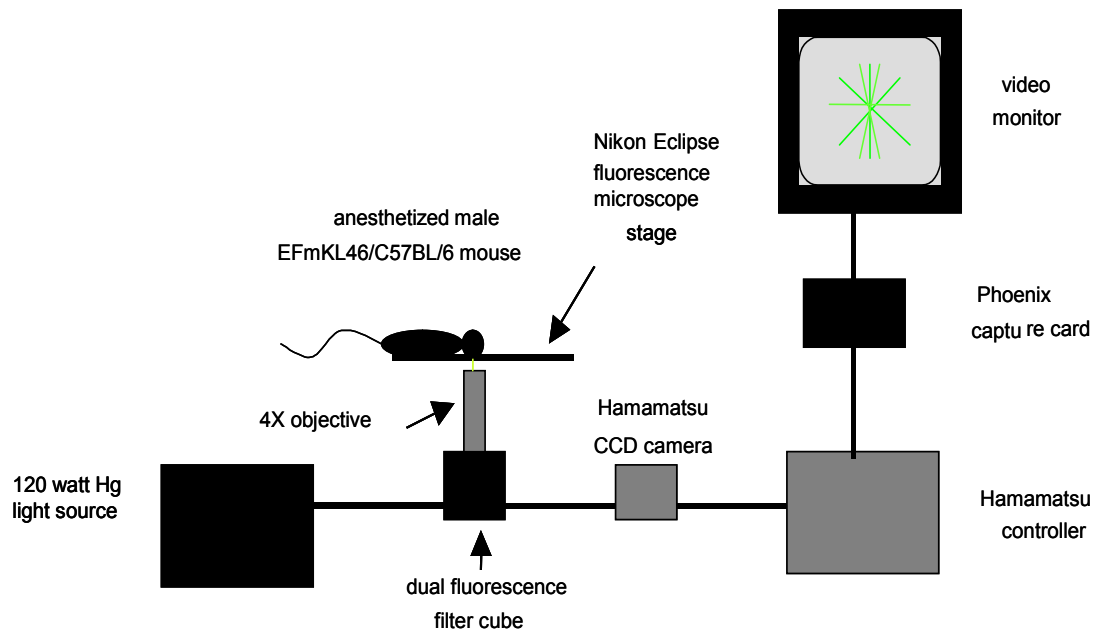 video
monitor
Nikon Eclipse
fluorescence
microscope
stage
anesthetized male
EFmKL46/C57BL/6 mouse
Phoenix
captu re card
4X objective
Hamamatsu
CCD camera
120 watt Hg
light source
Hamamatsu
controller
dual fluorescence
filter cube